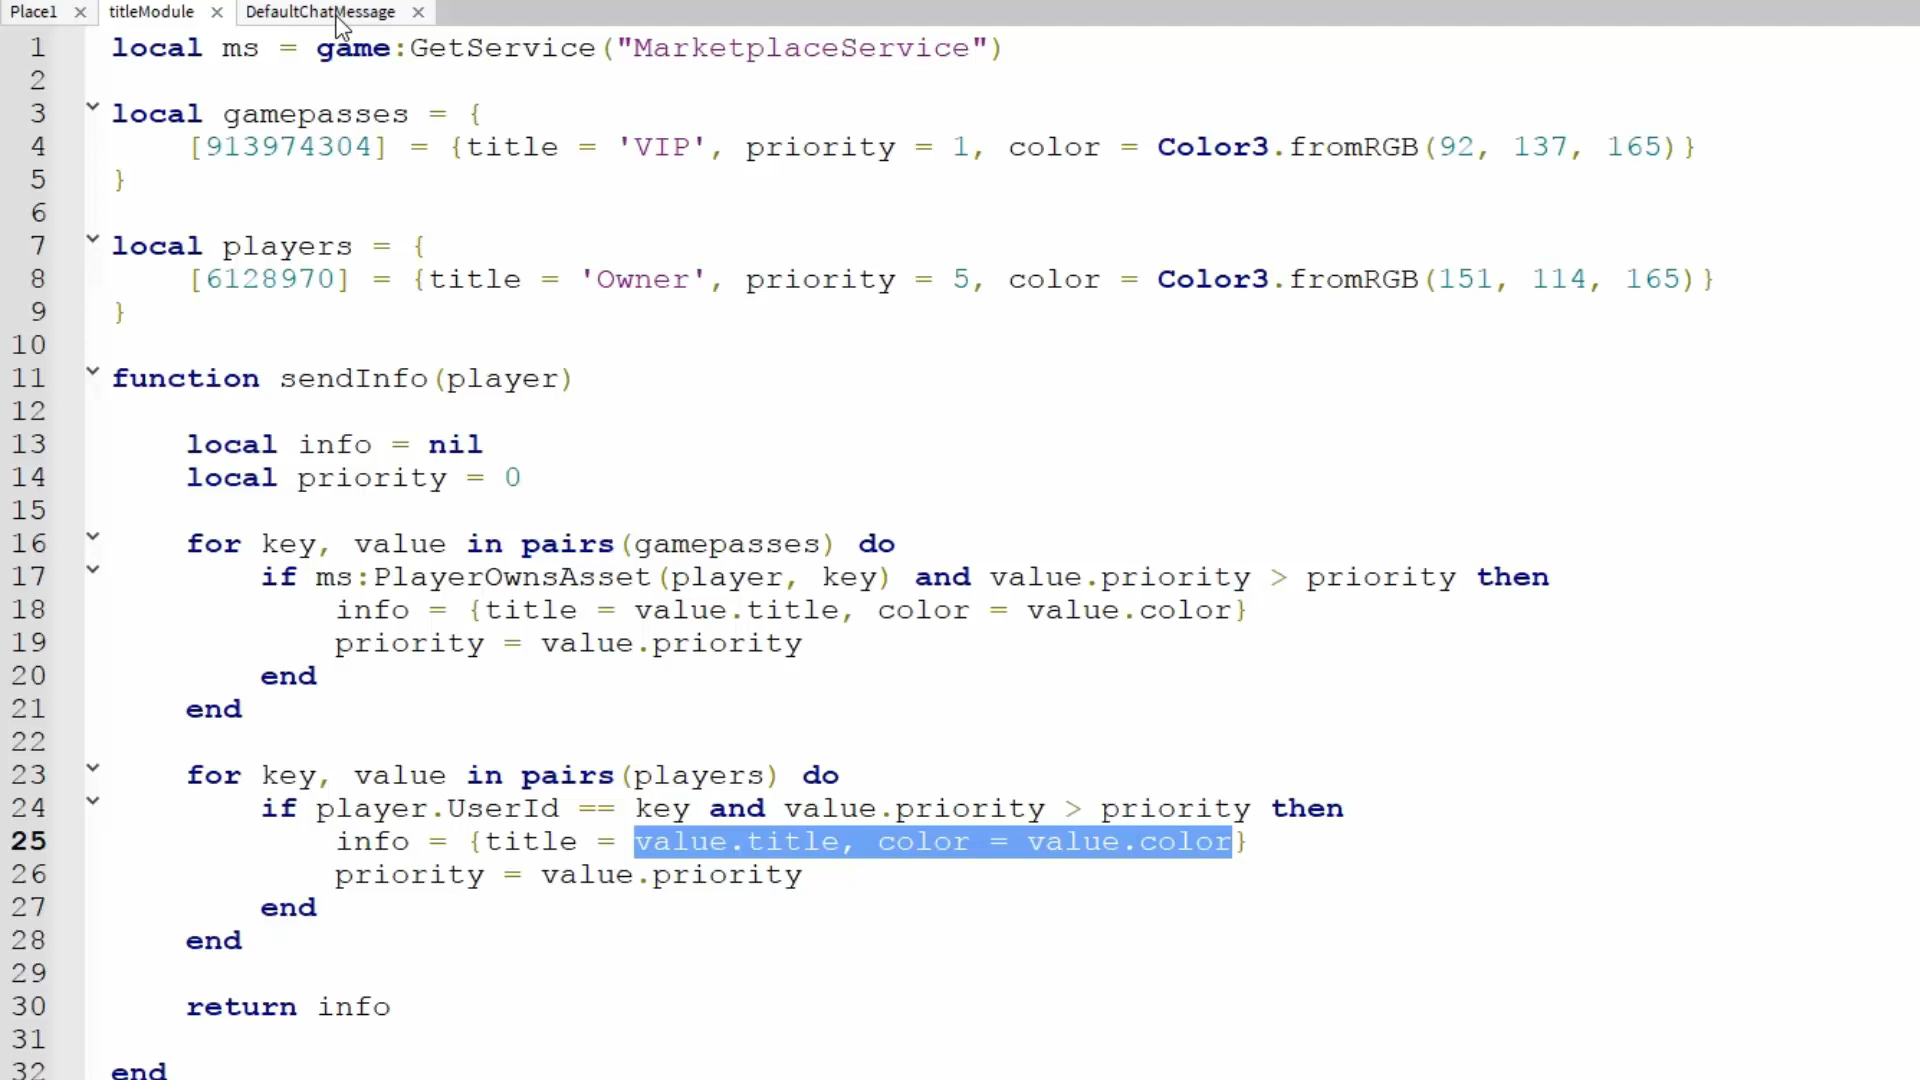 Place1 × titleModule × DefaultChatMessage ×
1 local ms = game:GetService("MarketplaceService")
2
3 local gamepasses = {
4 [913974304] = {title = 'VIP', priority = 1, color = Color3.fromRGB(92, 137, 165)}
5 }
6
7 local players = {
8 [6128970] = {title = 'Owner', priority = 5, color = Color3.fromRGB(151, 114, 165)}
9 }
10
11 function sendInfo(player)
12
13 local info = nil
14 local priority = 0
15
16 for key, value in pairs(gamepasses) do
17 if ms:PlayerOwnsAsset(player, key) and value.priority > priority then
18 info = {title = value.title, color = value.color}
19 priority = value.priority
20 end
21 end
22
23 for key, value in pairs(players) do
24 if player.UserId == key and value.priority > priority then
25 info = {title = value.title, color = value.color}
26 priority = value.priority
27 end
28 end
29
30 return info
31
32 end